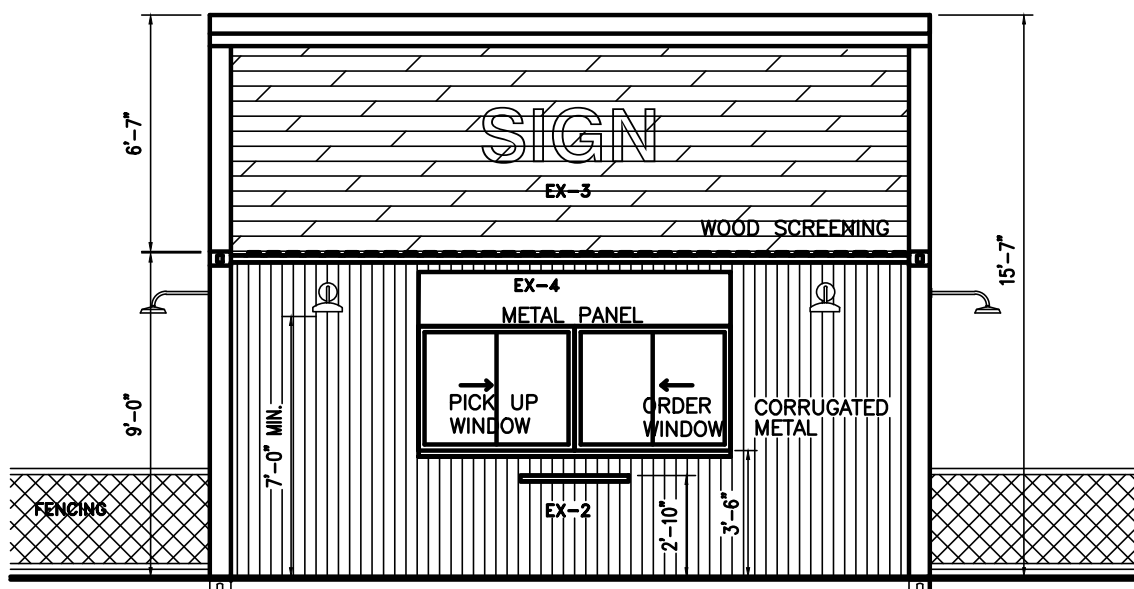 6'-7"
SIGN
EX-3
WOOD SCREENING
15'-7"
EX-4
METAL PANEL
9'-0"
7'-0" MIN.
PICK UP
WINDOW
ORDER
WINDOW
CORRUGATED
METAL
FENCING
EX-2
2'-10"
3'-6"